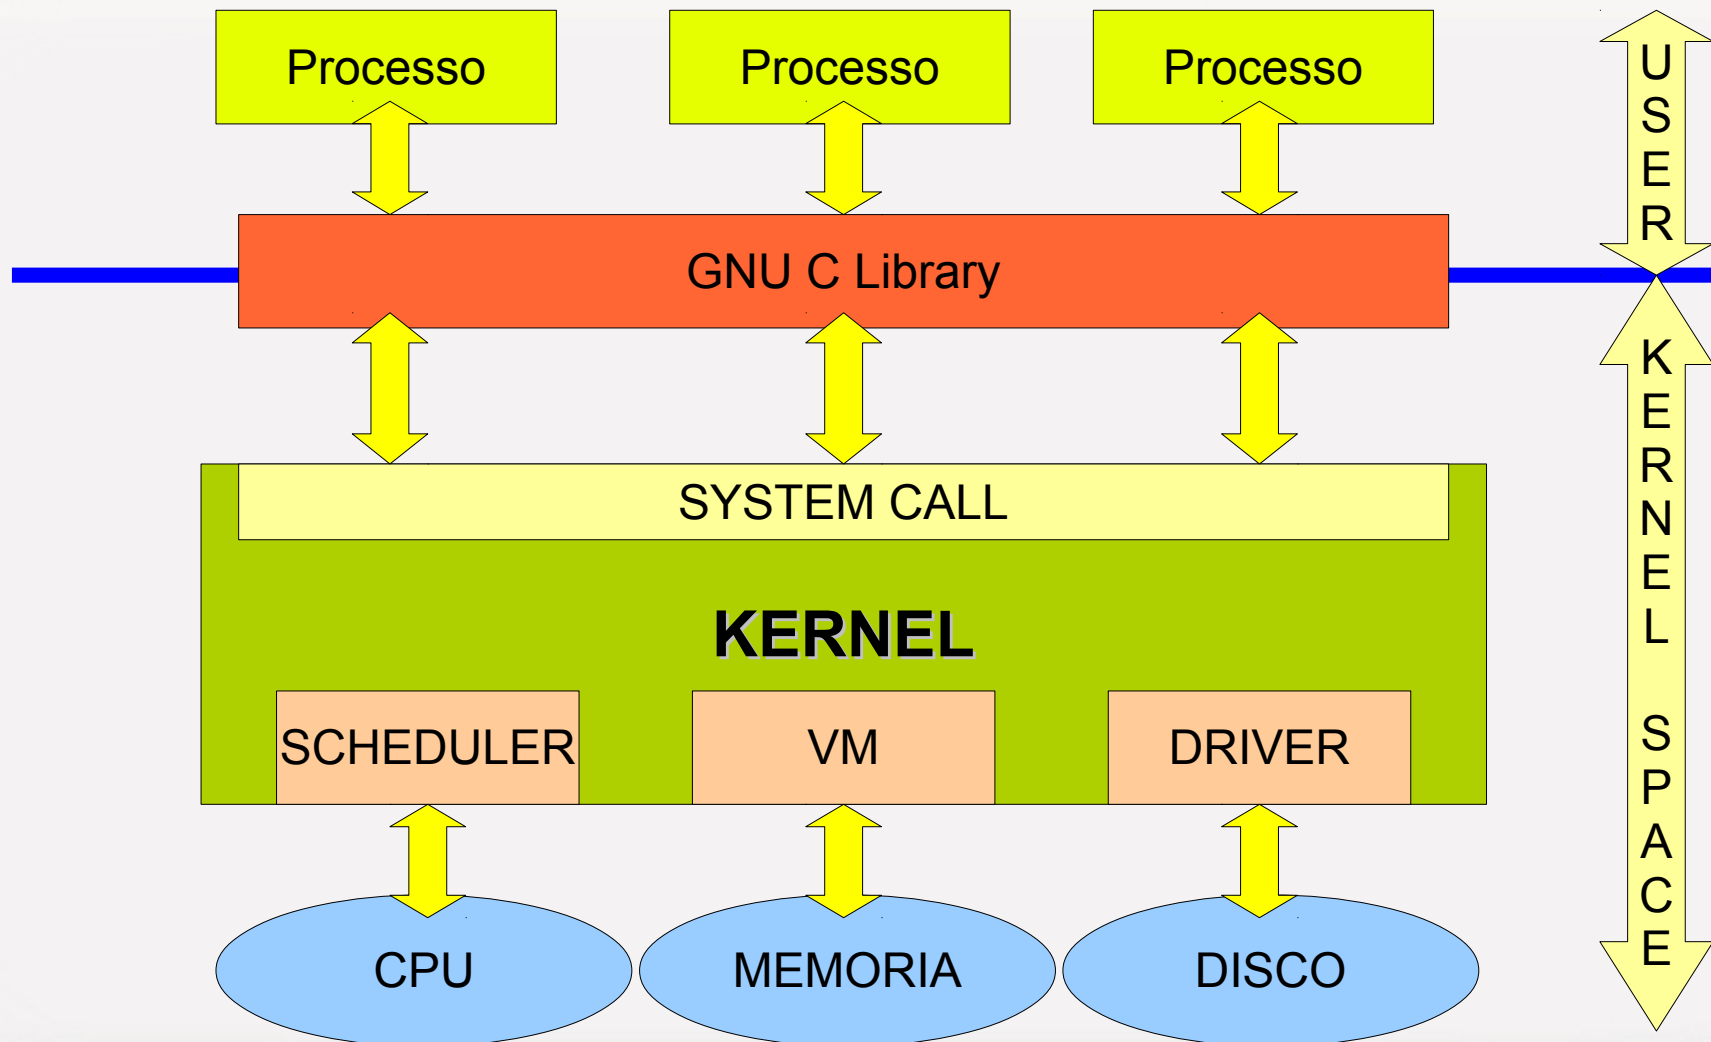 Processo
Processo
Processo
USER
GNU C Library
KERNEL SPACE
SYSTEM CALL
KERNEL
SCHEDULER
VM
DRIVER
CPU
MEMORIA
DISCO